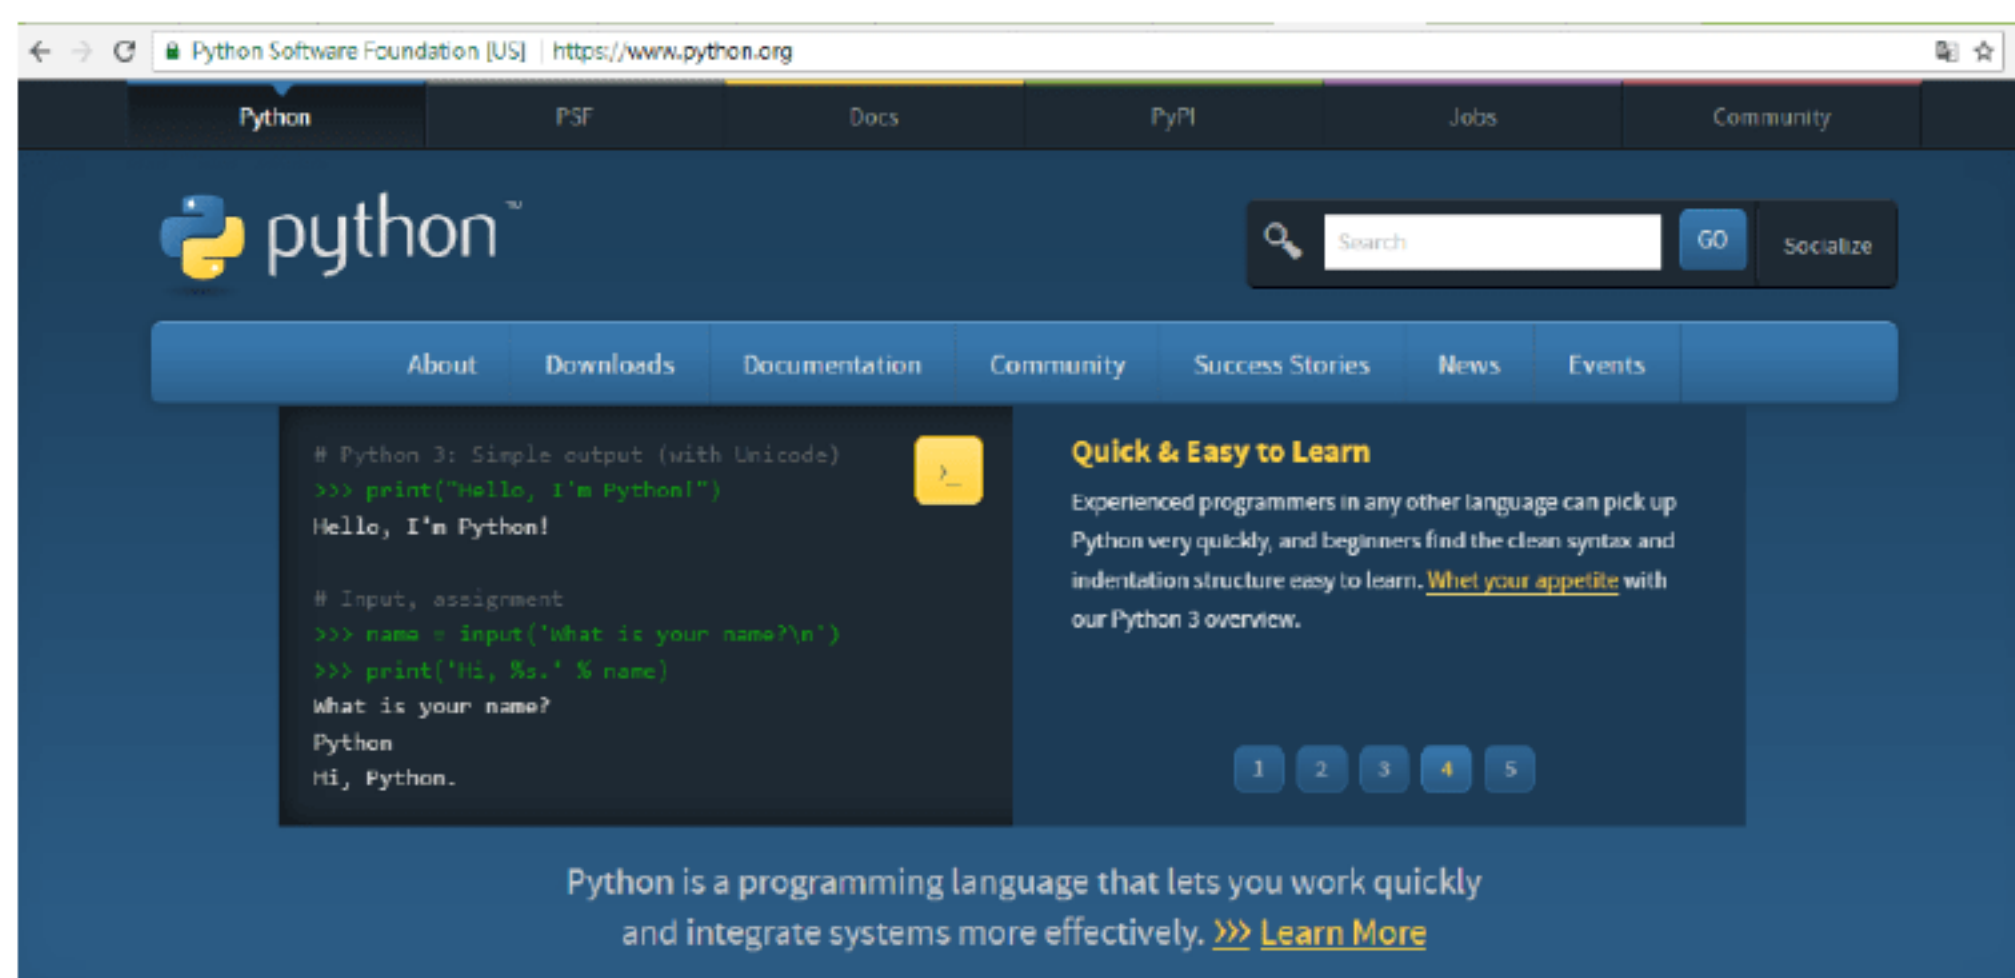 Python Software Foundation [US] | https://www.python.org
Python PSF Docs PyPI Jobs Community
python™
Search GO Socialize
About Downloads Documentation Community Success Stories News Events
# Python 3: Simple output (with Unicode)
>>> print("Hello, I'm Python!")
Hello, I'm Python!
# Input, assignment
>>> name = input('What is your name?\n')
>>> print('Hi, %s.' % name)
What is your name?
Python
Hi, Python.
>_
Quick & Easy to Learn
Experienced programmers in any other language can pick up
Python very quickly, and beginners find the clean syntax and
indentation structure easy to learn. Whet your appetite with
our Python 3 overview.
1 2 3 4 5
Python is a programming language that lets you work quickly
and integrate systems more effectively. >>> Learn More